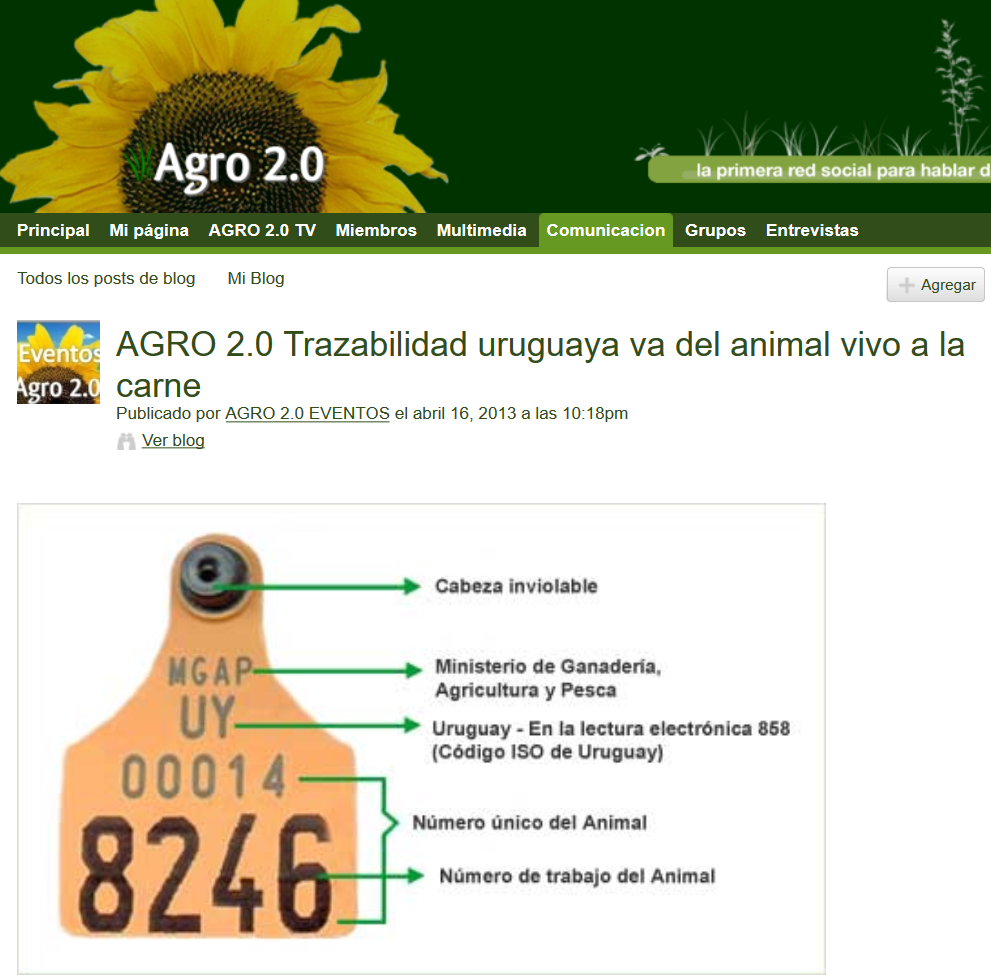 Agro 2.0
la primera red social para hablar d
Principal Mi página AGRO 2.0 TV Miembros Multimedia Comunicacion Grupos Entrevistas
Todos los posts de blog Mi Blog
Agregar
Eventos
Agro 2.0
AGRO 2.0 Trazabilidad uruguaya va del animal vivo a la
carne
Publicado por AGRO 2.0 EVENTOS el abril 16, 2013 a las 10:18pm
Ver blog
Cabeza inviolable
MGAP
Ministerio de Ganadería,
Agricultura y Pesca
UY
Uruguay - En la lectura electrónica 858
(Código ISO de Uruguay)
00014
Número único del Animal
8246
Número de trabajo del Animal